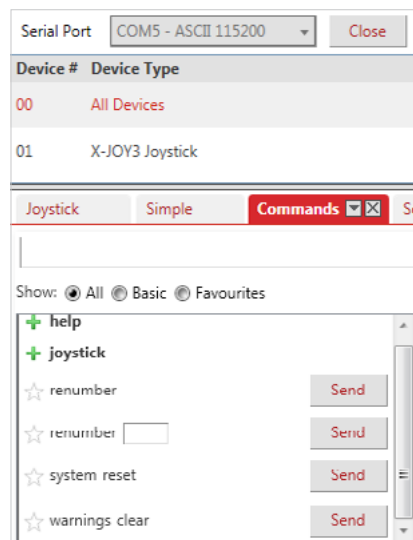 Serial Port COM5 - ASCII 115200 Close
Device # Device Type
00 All Devices
01 X-JOY3 Joystick
Joystick Simple Commands
Show: All Basic Favourites
help
joystick
renumber Send
renumber Send
system reset Send
warnings clear Send